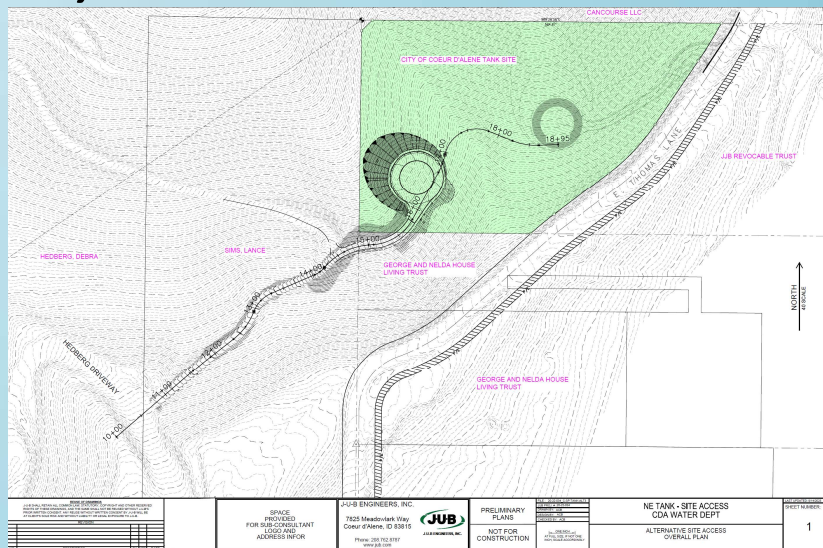 CANCOURSE LLC
CITY OF COEUR D'ALENE TANK SITE
18+00
18+95
E. THOMAS LANE
JJB REVOCABLE TRUST
15+00
14+00
13+00
12+00
11+00
10+00
HEDBERG, DEBRA
SIMS, LANCE
GEORGE AND NELDA HOUSE
LIVING TRUST
HEDBERG DRIVEWAY
GEORGE AND NELDA HOUSE
LIVING TRUST
NORTH
40 SCALE
SPACE
PROVIDED
FOR SUB-CONSULTANT
LOGO AND
ADDRESS INFOR
J-U-B ENGINEERS, INC.
7825 Meadowlark Way
Coeur d'Alene, ID 83815
Phone: 208.762.8787
www.jub.com
JUB
J-U-B ENGINEERS, INC.
PRELIMINARY
PLANS
NOT FOR
CONSTRUCTION
NE TANK - SITE ACCESS
CDA WATER DEPT
ALTERNATIVE SITE ACCESS
OVERALL PLAN
SHEET NUMBER:
1